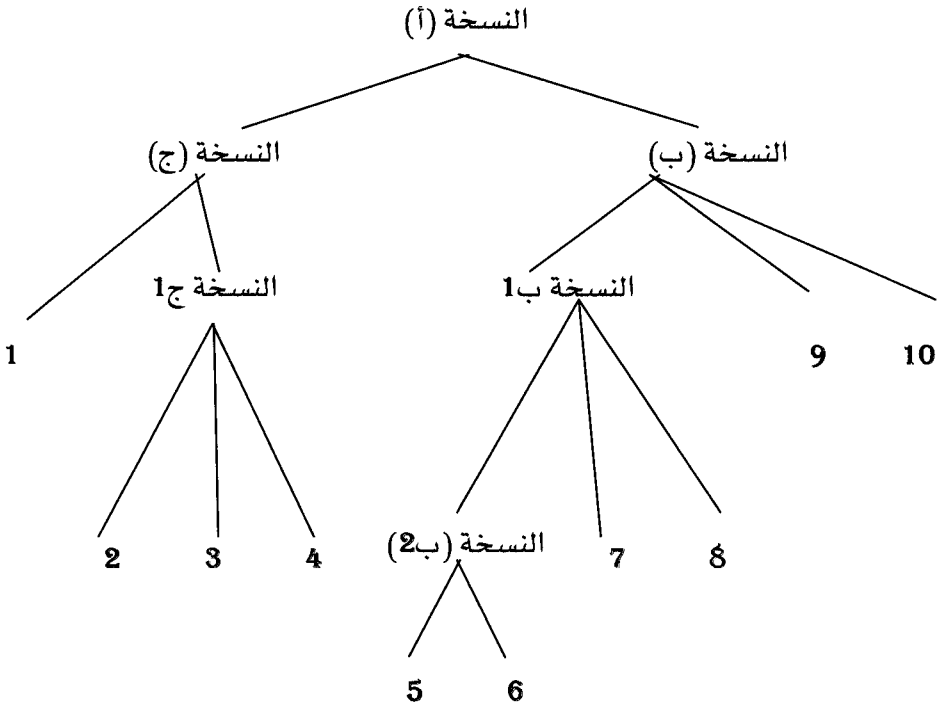 النسخة (أ)
النسخة (ب) النسخة (ج)
النسخة ب1 النسخة ج1
1 9 10
النسخة (ب2)
2 3 4 7 8
5 6